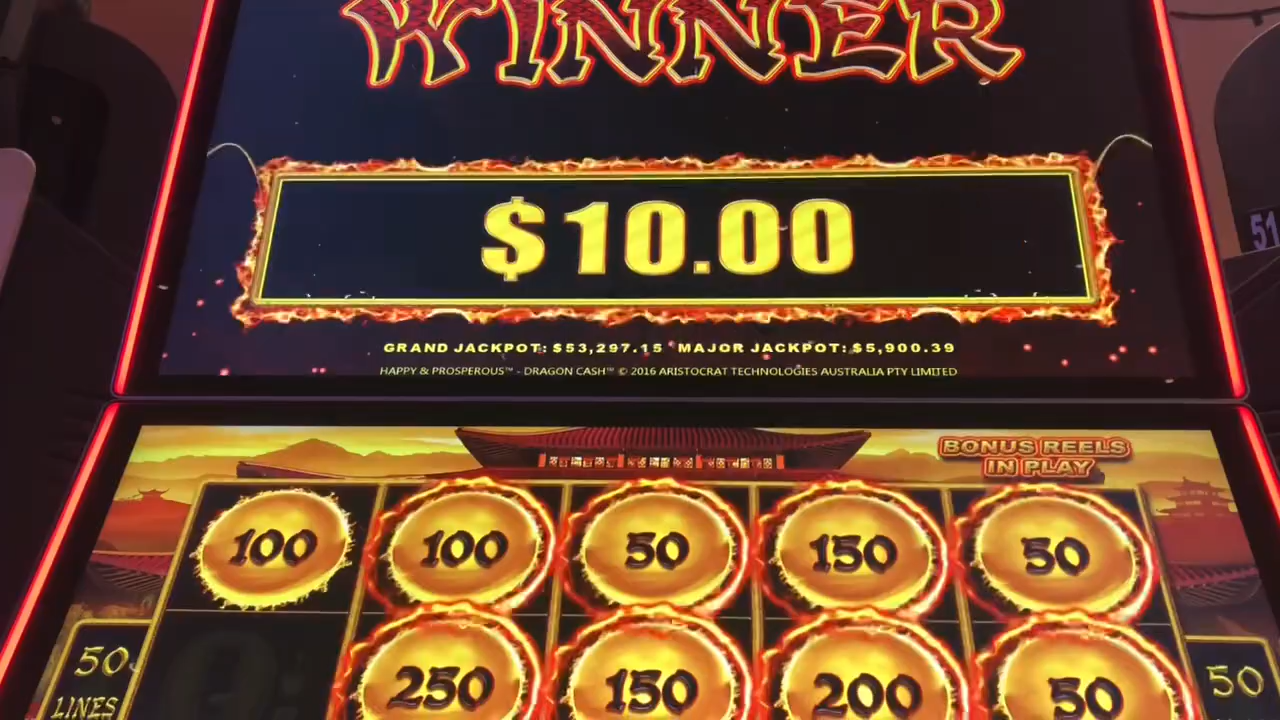 WINNER
$10.00
51
GRAND JACKPOT: $53,297.15 MAJOR JACKPOT: $5,900.39
HAPPY & PROSPEROUS™ - DRAGON CASH™ © 2016 ARISTOCRAT TECHNOLOGIES AUSTRALIA PTY LIMITED
BONUS REELS
IN PLAY
100 100 50 150 50
50 250 150 200 50 50
LINES